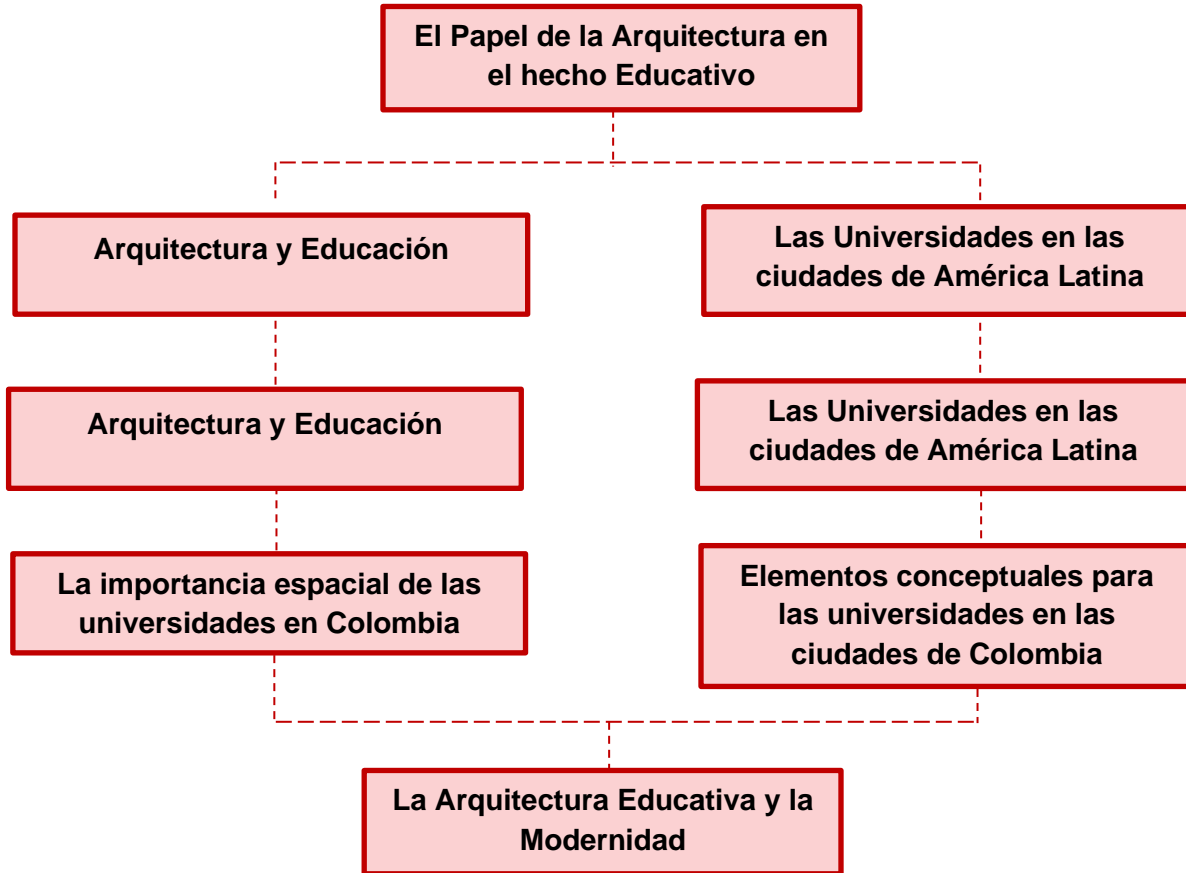 El Papel de la Arquitectura en
el hecho Educativo
Arquitectura y Educación
Las Universidades en las
ciudades de América Latina
Arquitectura y Educación
Las Universidades en las
ciudades de América Latina
La importancia espacial de las
universidades en Colombia
Elementos conceptuales para
las universidades en las
ciudades de Colombia
La Arquitectura Educativa y la
Modernidad